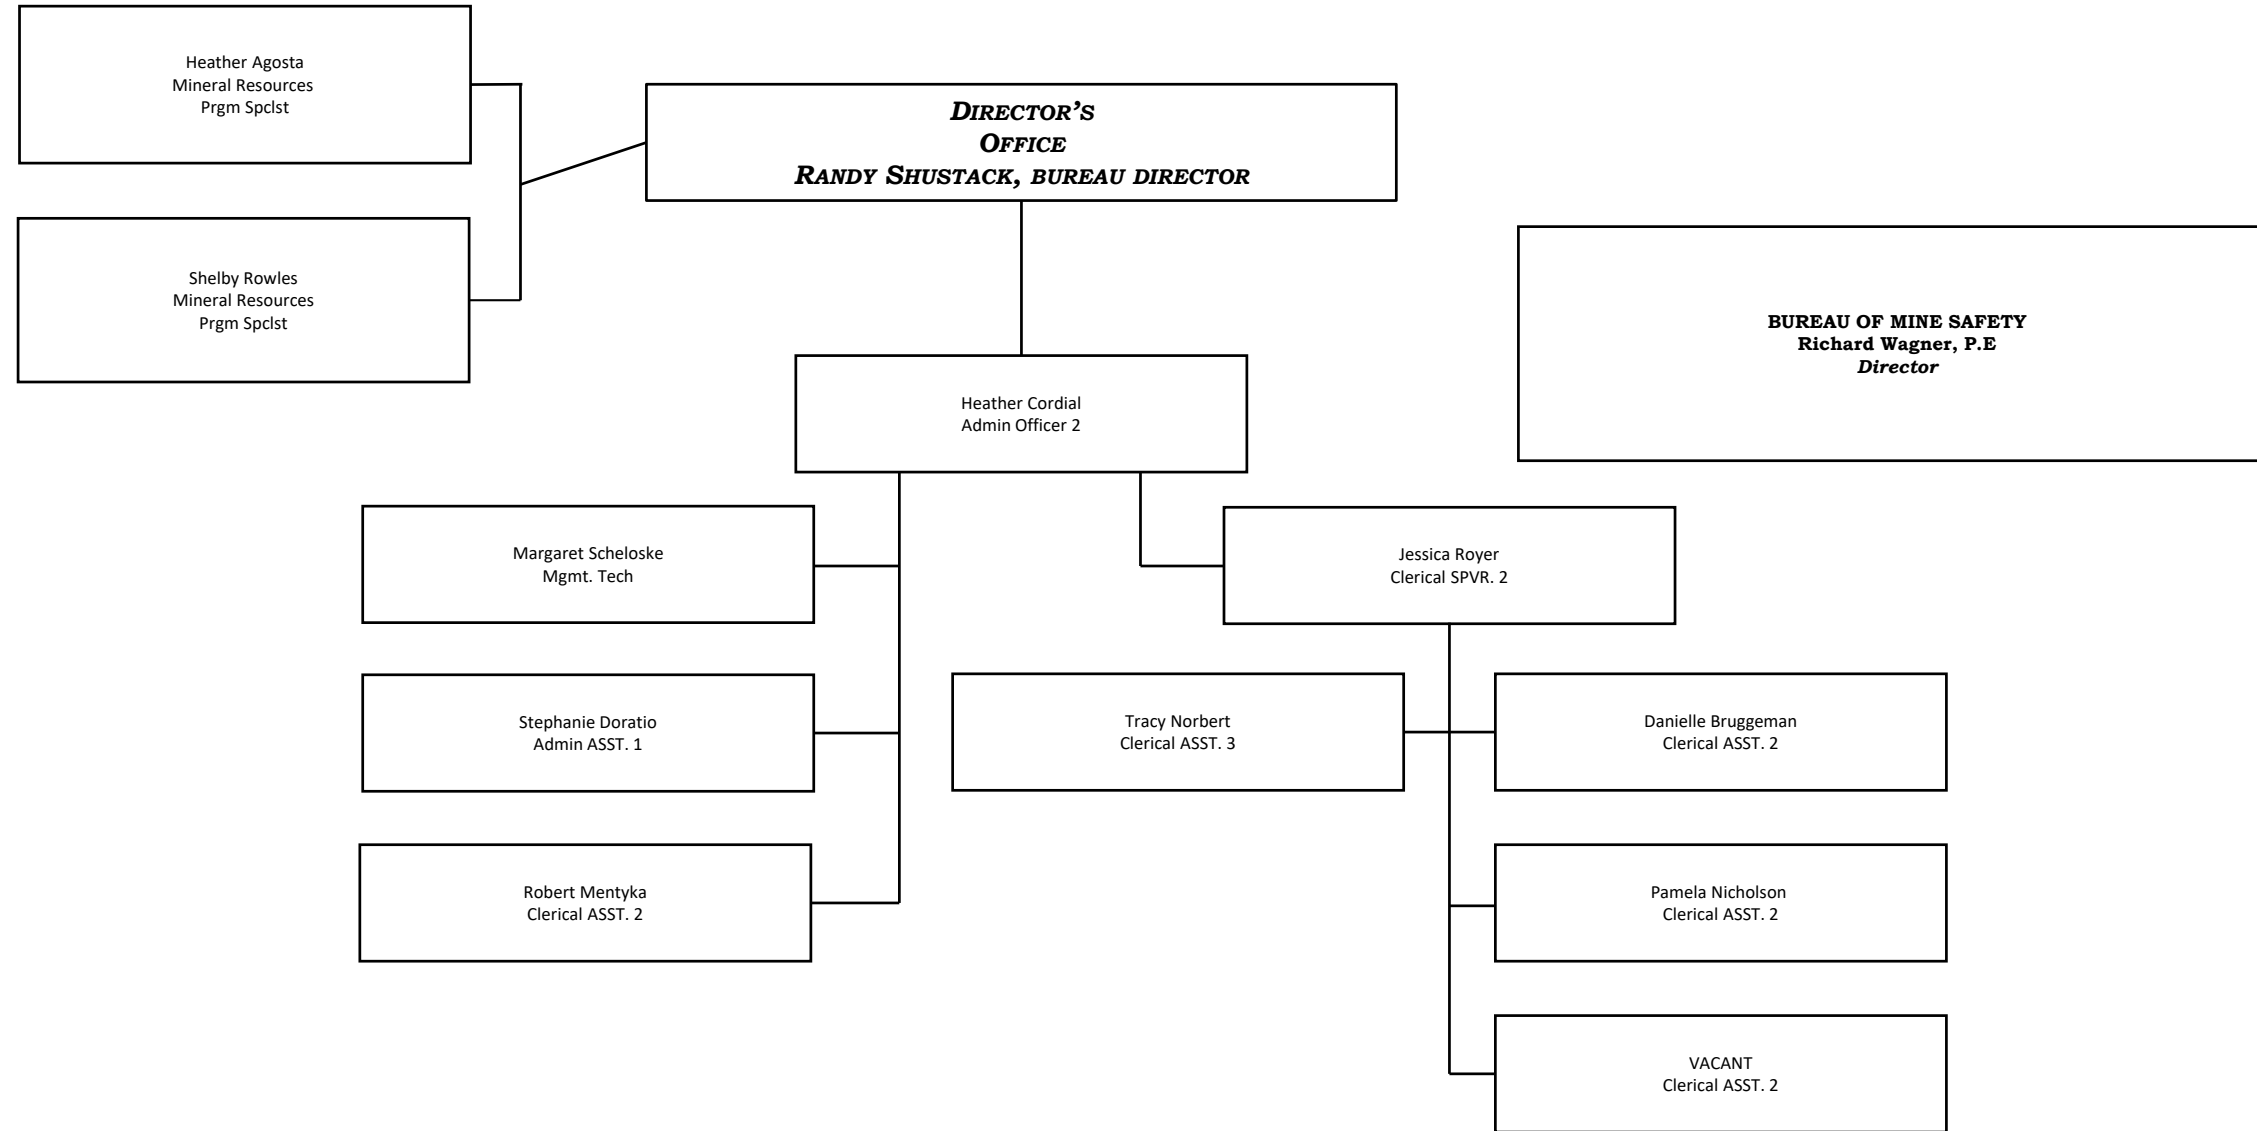 Heather Agosta
Mineral Resources
Prgm Spclst
DIRECTOR'S
OFFICE
RANDY SHUSTACK, BUREAU DIRECTOR
Shelby Rowles
Mineral Resources
Prgm Spclst
BUREAU OF MINE SAFETY
Richard Wagner, P.E
Director
Heather Cordial
Admin Officer 2
Margaret Scheloske
Mgmt. Tech
Jessica Royer
Clerical SPVR. 2
Stephanie Doratio
Admin ASST. 1
Tracy Norbert
Clerical ASST. 3
Danielle Bruggeman
Clerical ASST. 2
Robert Mentyka
Clerical ASST. 2
Pamela Nicholson
Clerical ASST. 2
VACANT
Clerical ASST. 2